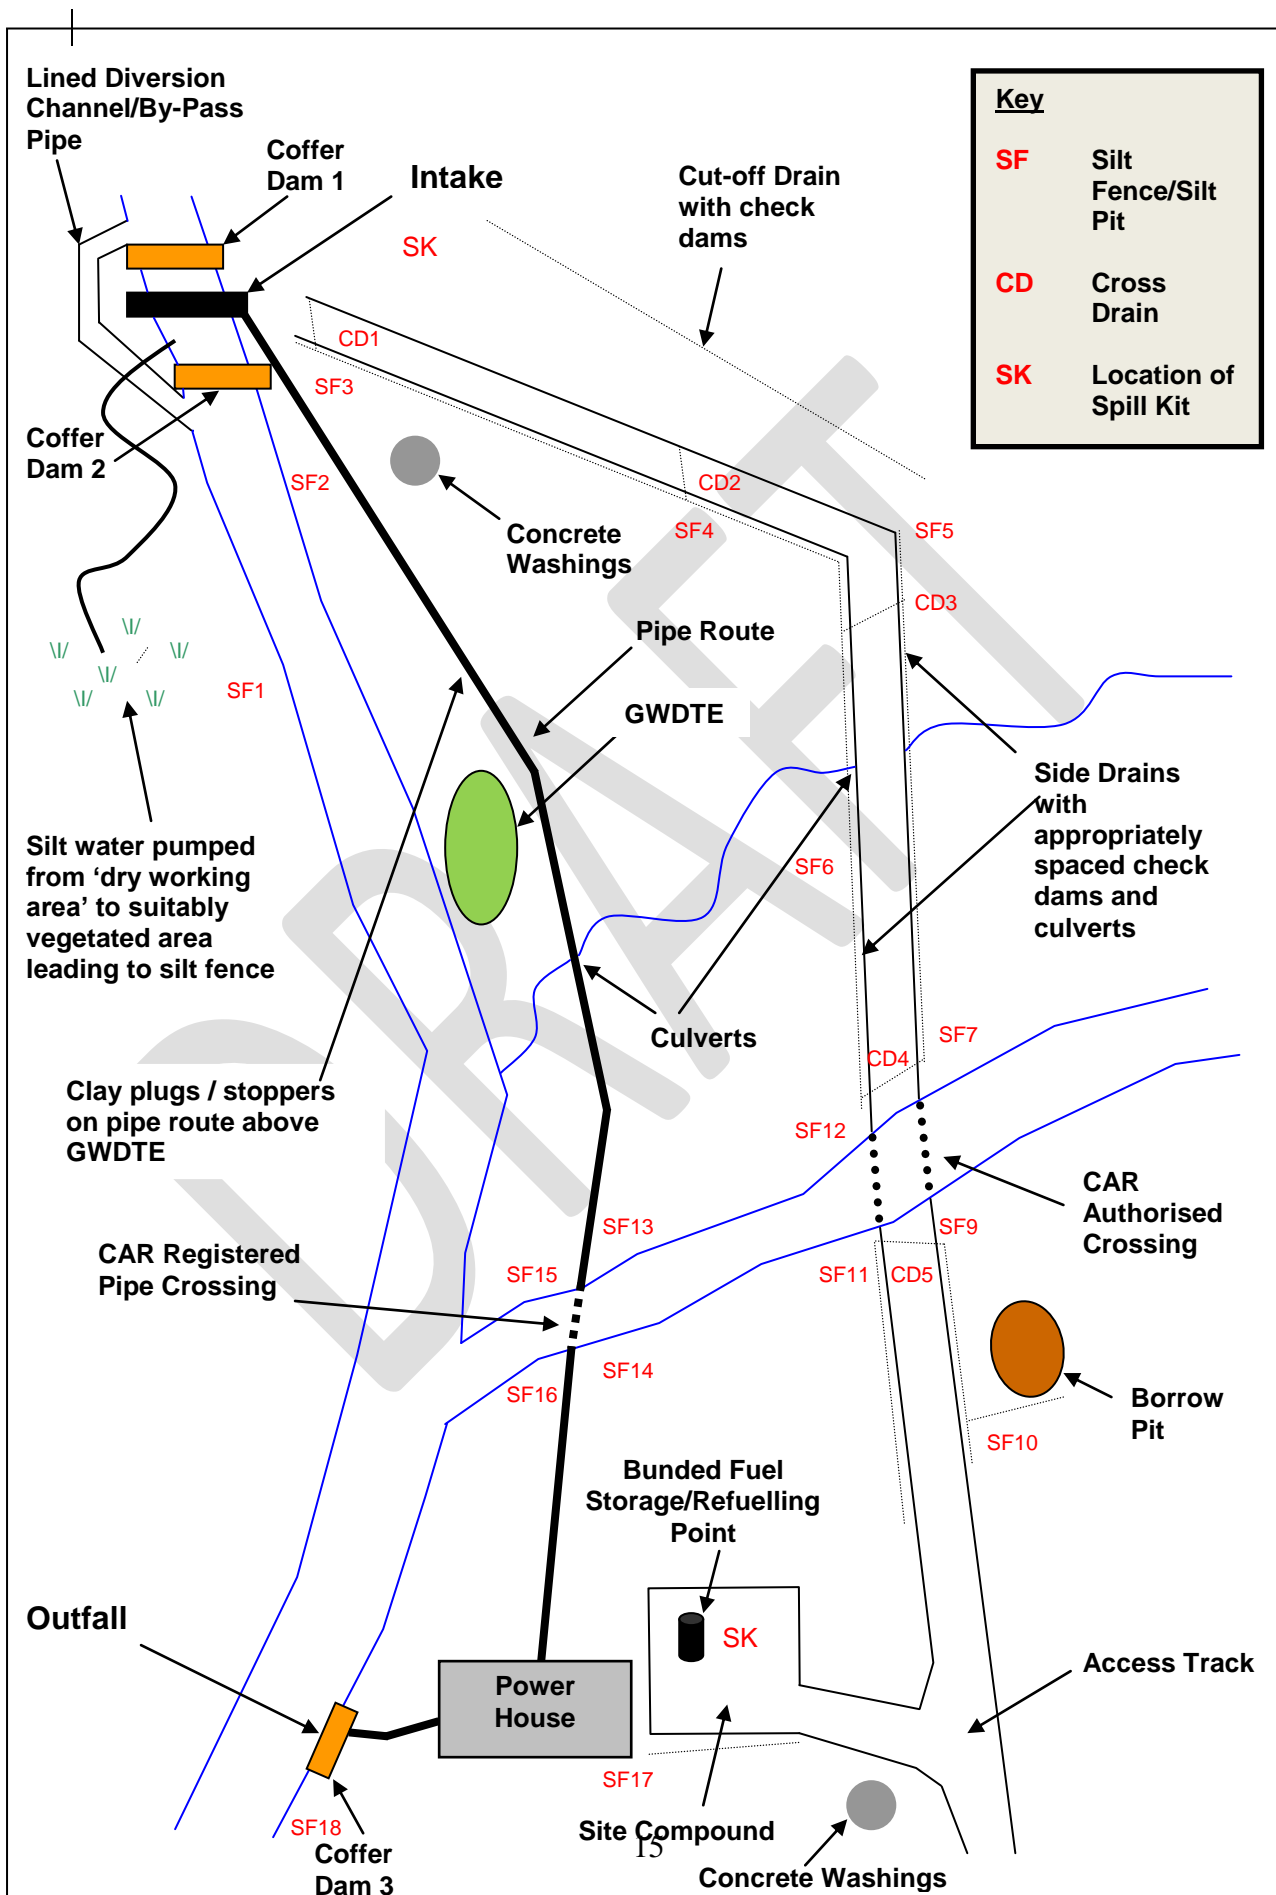 Lined Diversion
Channel/By-Pass
Pipe
Coffer
Dam 1
Intake
SK
Cut-off Drain
with check
dams
Key
SF Silt
Fence/Silt
Pit
CD Cross
Drain
SK Location of
Spill Kit
CD1
SF3
Coffer
Dam 2
SF2
CD2
SF4
SF5
Concrete
Washings
CD3
Pipe Route
SF1
GWDTE
\I/
\I/
\I/
\I/
\I/
\I/
Side Drains
with
appropriately
spaced check
dams and
culverts
Silt water pumped
from ‘dry working
area’ to suitably
vegetated area
leading to silt fence
SF6
Culverts
SF7
CD4
Clay plugs / stoppers
on pipe route above
GWDTE
SF12
CAR
Authorised
Crossing
SF13
SF9
CAR Registered
Pipe Crossing
SF15
SF11
CD5
SF14
SF16
Borrow
Pit
SF10
Bunded Fuel
Storage/Refuelling
Point
Outfall
SK
Access Track
Power
House
SF17
SF18
Site Compound
15
Coffer
Dam 3
Concrete Washings
DRAFT